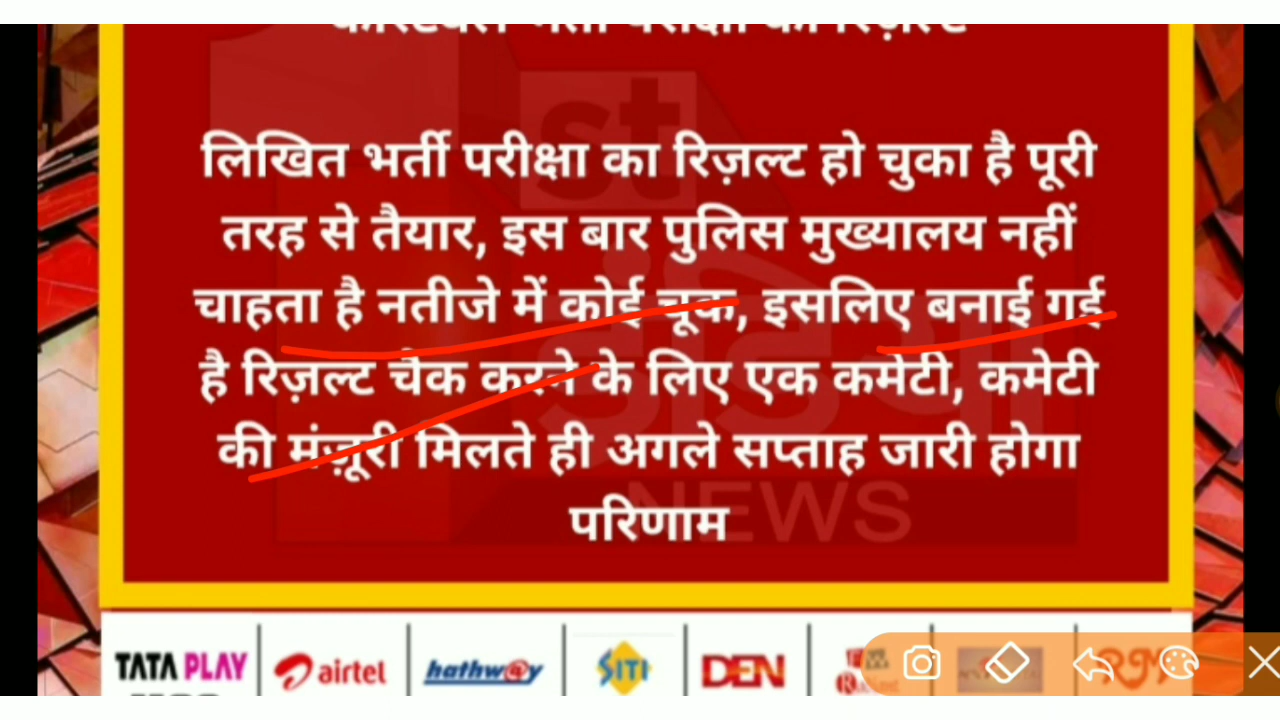 लिखित भर्ती परीक्षा का रिज़ल्ट हो चुका है पूरी
तरह से तैयार, इस बार पुलिस मुख्यालय नहीं
चाहता है नतीजे में कोई चूक, इसलिए बनाई गई
है रिज़ल्ट चैक करने के लिए एक कमेटी, कमेटी
की मंज़ूरी मिलते ही अगले सप्ताह जारी होगा
परिणाम
st
इंडिया
NEWS
TATA PLAY airtel hathway SITI DEN